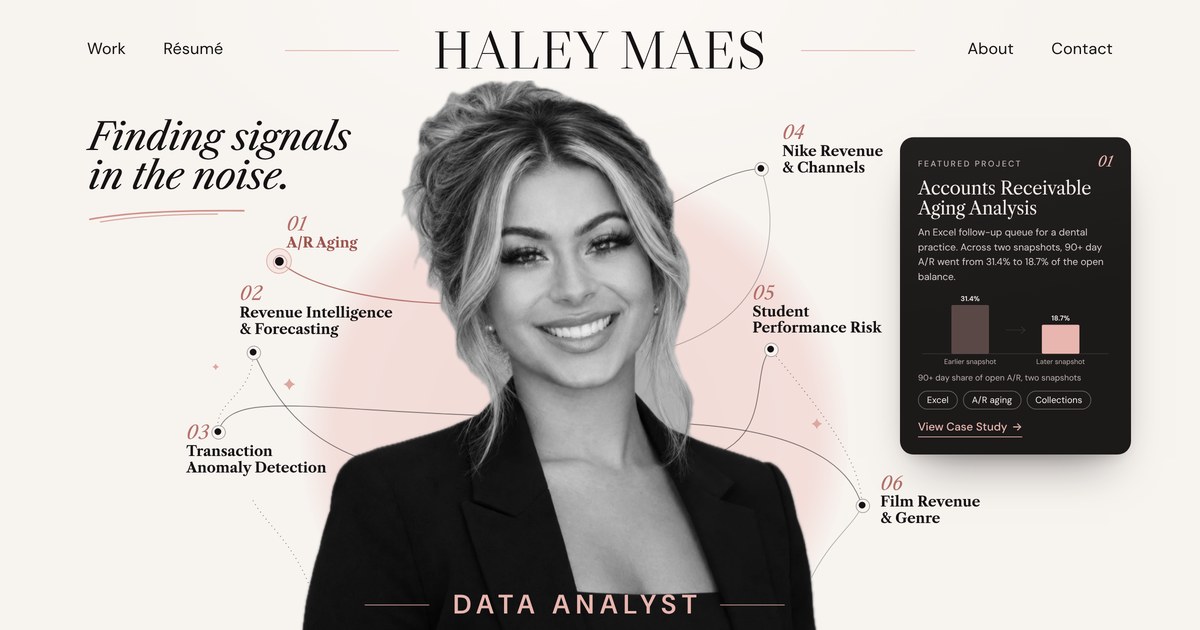 Work
Résumé
HALEY MAES
About
Contact
Finding signals
in the noise.
01
A/R Aging
02
Revenue Intelligence
& Forecasting
03
Transaction
Anomaly Detection
04
Nike Revenue
& Channels
05
Student
Performance Risk
06
Film Revenue
& Genre
FEATURED PROJECT
01
Accounts Receivable
Aging Analysis
An Excel follow-up queue for a dental
practice. Across two snapshots, 90+ day
A/R went from 31.4% to 18.7% of the open
balance.
31.4%
18.7%
Earlier snapshot
Later snapshot
90+ day share of open A/R, two snapshots
Excel
A/R aging
Collections
View Case Study →
DATA ANALYST